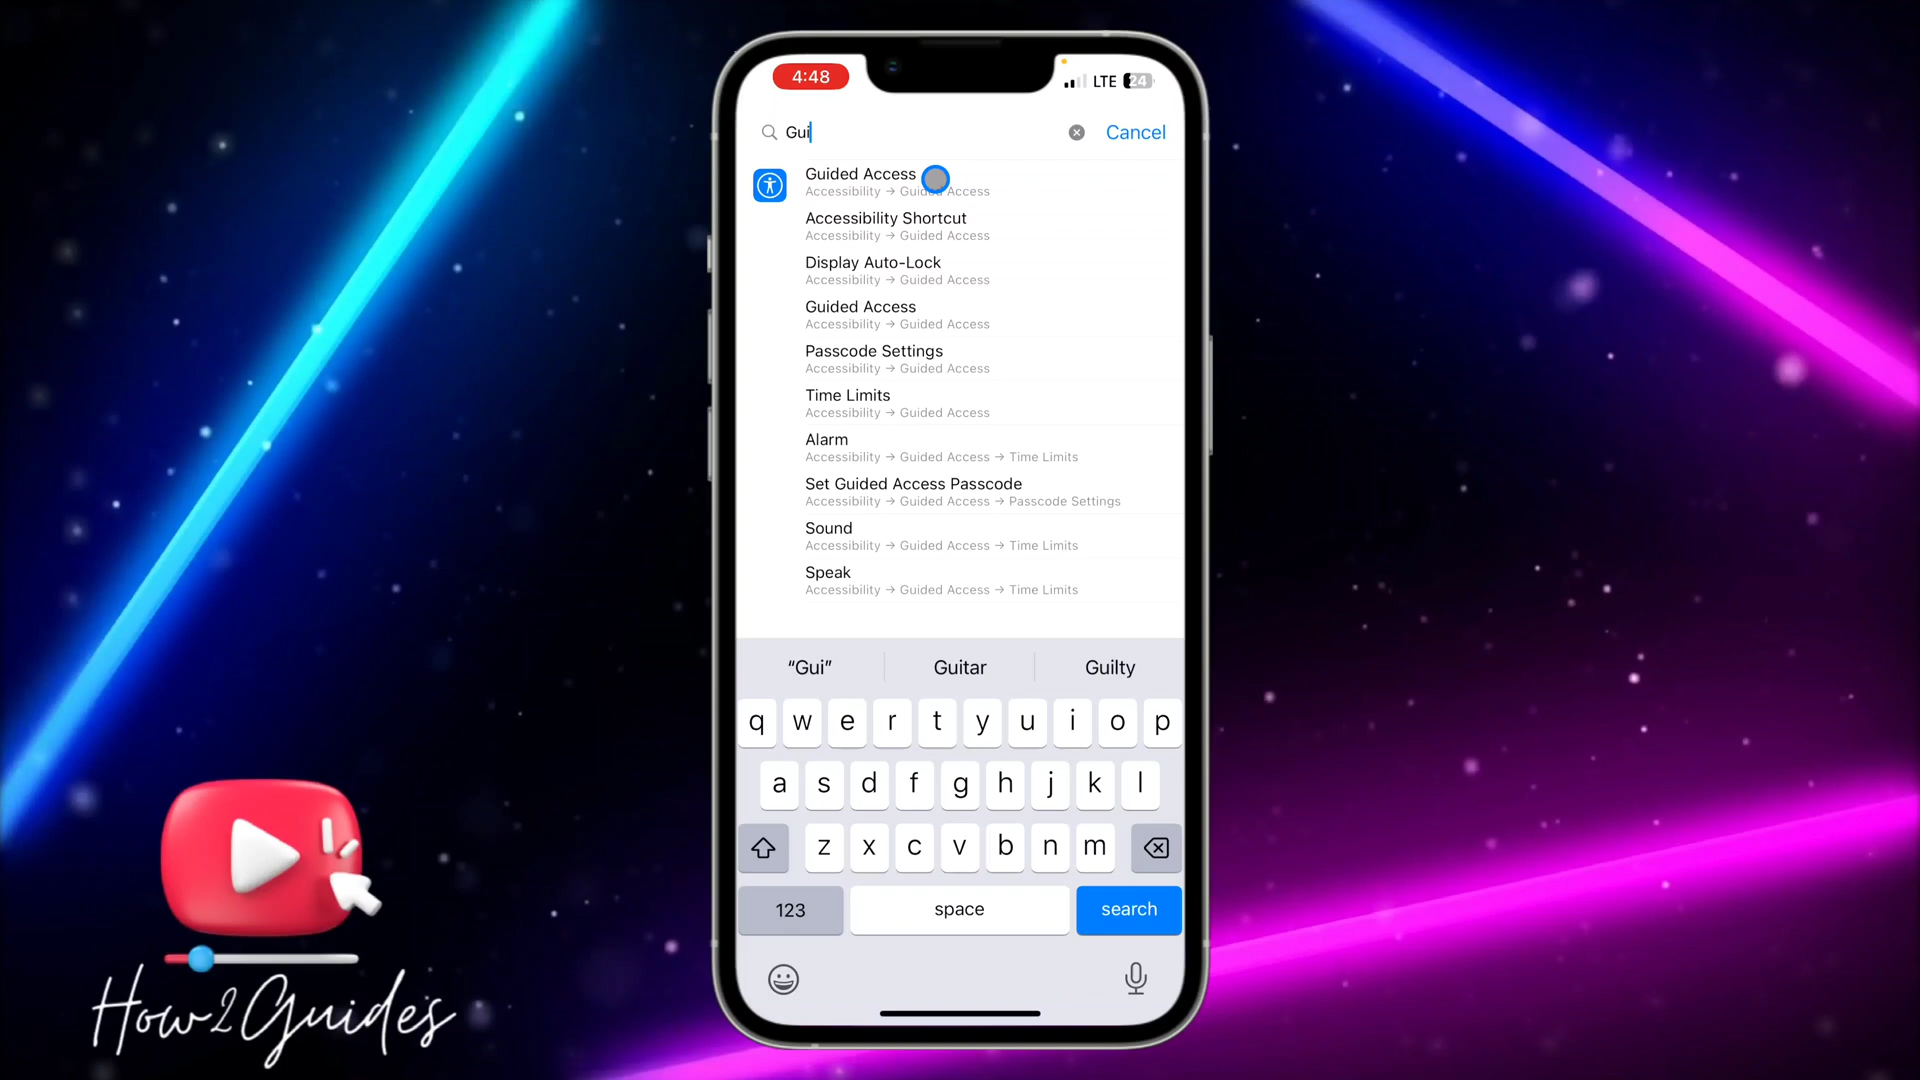 4:48
LTE 24
Gui
Cancel
Guided Access
Accessibility → Guided Access
Accessibility Shortcut
Accessibility → Guided Access
Display Auto-Lock
Accessibility → Guided Access
Guided Access
Accessibility → Guided Access
Passcode Settings
Accessibility → Guided Access
Time Limits
Accessibility → Guided Access
Alarm
Accessibility → Guided Access → Time Limits
Set Guided Access Passcode
Accessibility → Guided Access → Passcode Settings
Sound
Accessibility → Guided Access → Time Limits
Speak
Accessibility → Guided Access → Time Limits
“Gui” Guitar Guilty
q w e r t y u i o p
a s d f g h j k l
z x c v b n m
123 space search
How2Guides